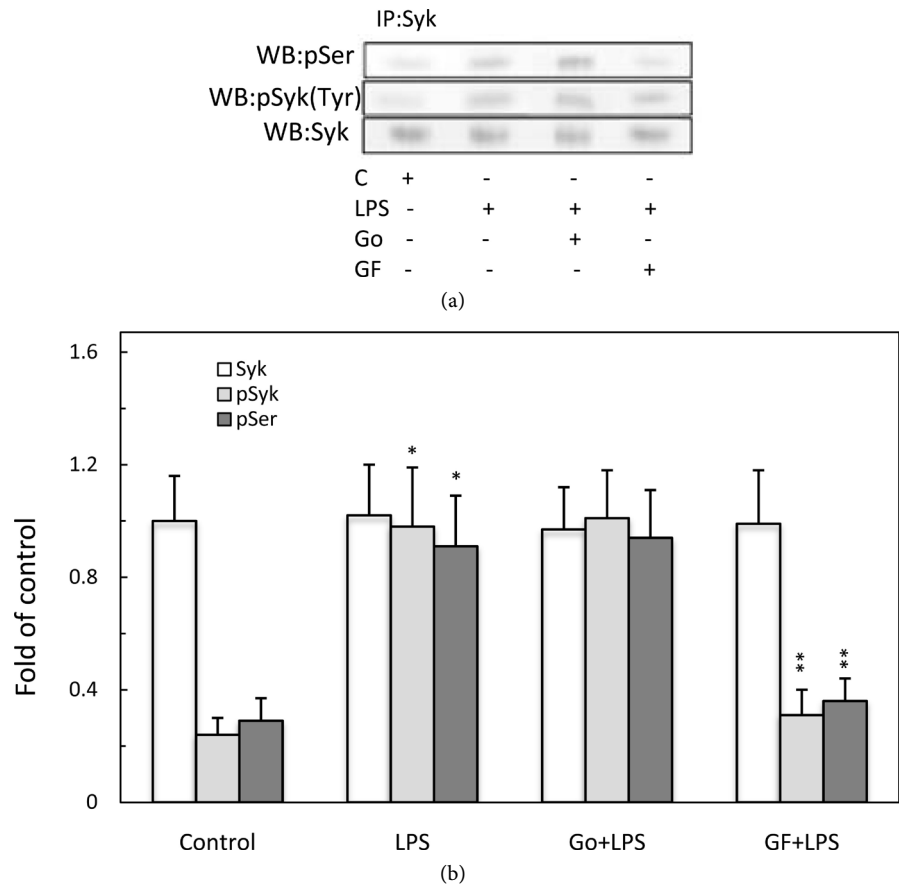 IP:Syk
WB:pSer
WB:pSyk(Tyr)
WB:Syk
C + - - -
LPS - + + +
Go - - + -
GF - - - +
(a)
1.6
1.2
0.8
0.4
0
Fold of control
Syk
pSyk
pSer
* *
** **
Control LPS Go+LPS GF+LPS
(b)